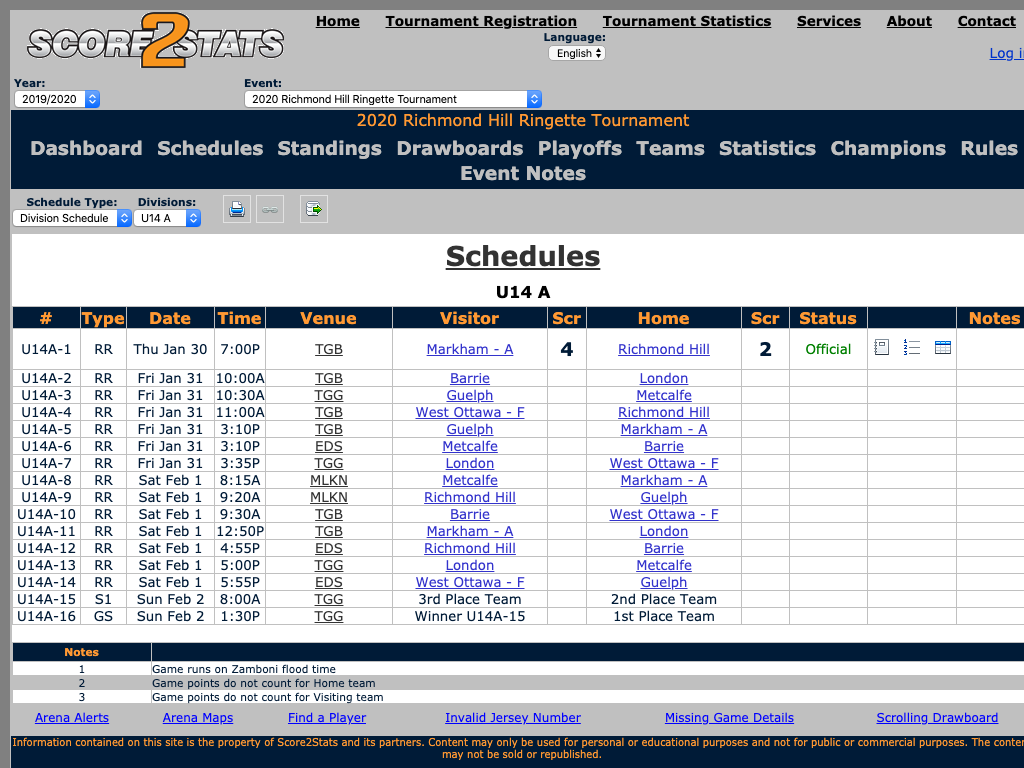 SCORE2STATS
Home Tournament Registration Tournament Statistics Services About Contact
Language:
English
Log i
Year: Event:
2019/2020 2020 Richmond Hill Ringette Tournament
2020 Richmond Hill Ringette Tournament
Dashboard Schedules Standings Drawboards Playoffs Teams Statistics Champions Rules
Event Notes
Schedule Type: Divisions:
Division Schedule U14 A
Schedules
U14 A
# Type Date Time Venue Visitor Scr Home Scr Status Notes
U14A-1 RR Thu Jan 30 7:00P TGB Markham - A 4 Richmond Hill 2 Official
U14A-2 RR Fri Jan 31 10:00A TGB Barrie London
U14A-3 RR Fri Jan 31 10:30A TGG Guelph Metcalfe
U14A-4 RR Fri Jan 31 11:00A TGB West Ottawa - F Richmond Hill
U14A-5 RR Fri Jan 31 3:10P TGB Guelph Markham - A
U14A-6 RR Fri Jan 31 3:10P EDS Metcalfe Barrie
U14A-7 RR Fri Jan 31 3:35P TGG London West Ottawa - F
U14A-8 RR Sat Feb 1 8:15A MLKN Metcalfe Markham - A
U14A-9 RR Sat Feb 1 9:20A MLKN Richmond Hill Guelph
U14A-10 RR Sat Feb 1 9:30A TGB Barrie West Ottawa - F
U14A-11 RR Sat Feb 1 12:50P TGB Markham - A London
U14A-12 RR Sat Feb 1 4:55P EDS Richmond Hill Barrie
U14A-13 RR Sat Feb 1 5:00P TGG London Metcalfe
U14A-14 RR Sat Feb 1 5:55P EDS West Ottawa - F Guelph
U14A-15 S1 Sun Feb 2 8:00A TGG 3rd Place Team 2nd Place Team
U14A-16 GS Sun Feb 2 1:30P TGG Winner U14A-15 1st Place Team
Notes
1 Game runs on Zamboni flood time
2 Game points do not count for Home team
3 Game points do not count for Visiting team
Arena Alerts Arena Maps Find a Player Invalid Jersey Number Missing Game Details Scrolling Drawboard
Information contained on this site is the property of Score2Stats and its partners. Content may only be used for personal or educational purposes and not for public or commercial purposes. The conte
may not be sold or republished.